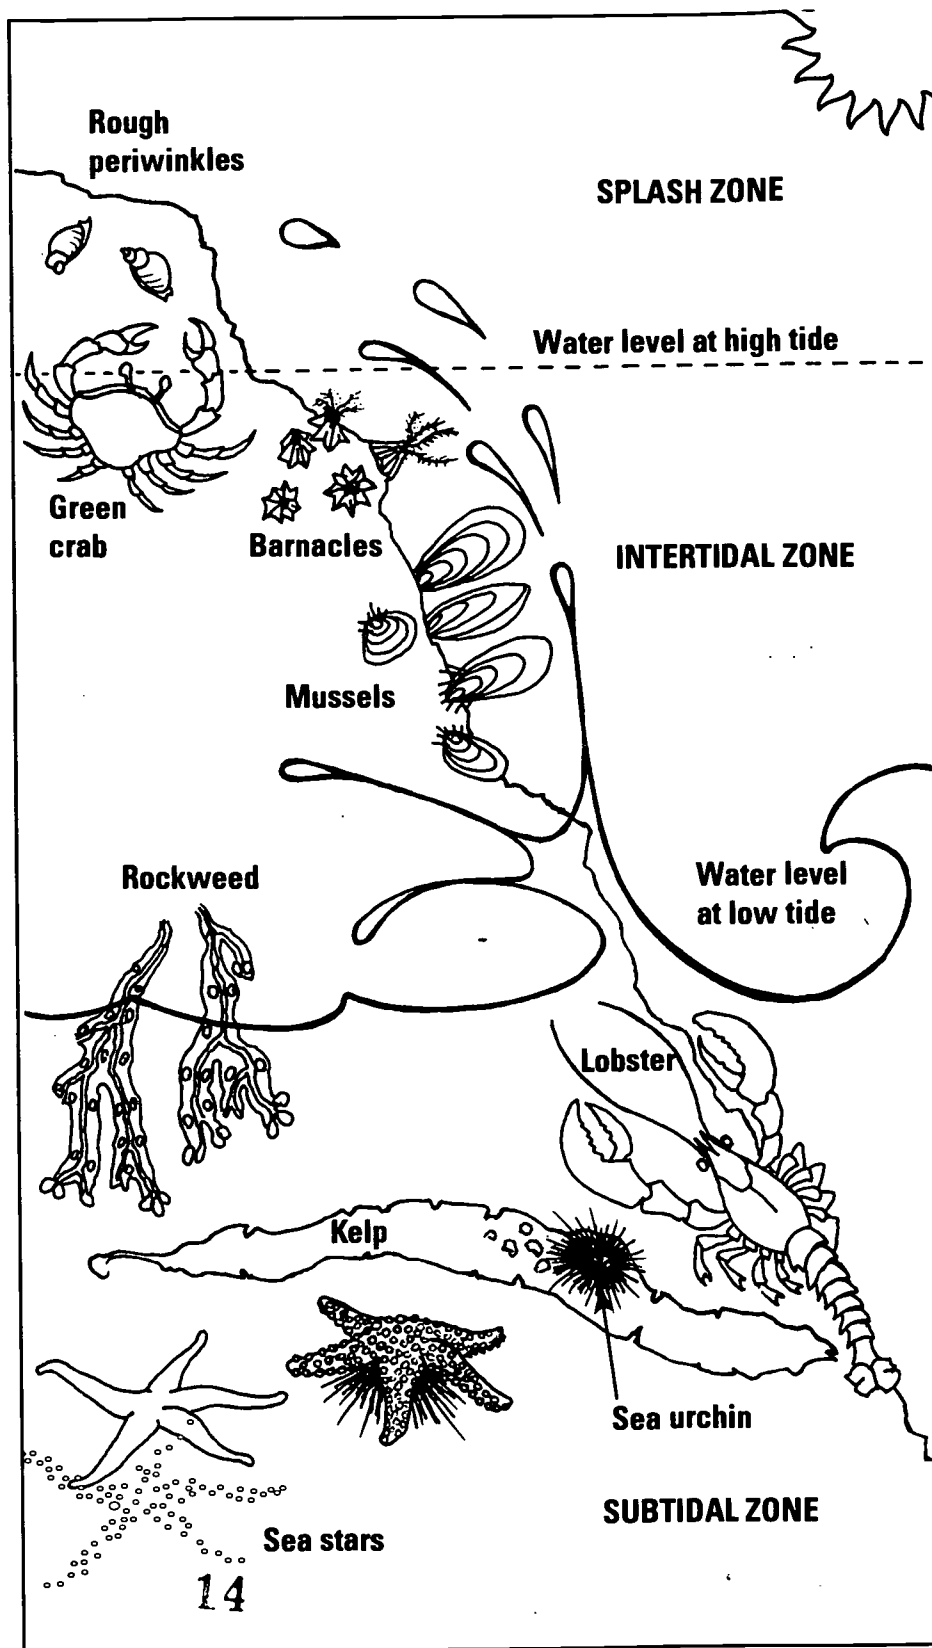 Rough
periwinkles
SPLASH ZONE
Water level at high tide
Green
crab
Barnacles
INTERTIDAL ZONE
Mussels
Rockweed
Water level
at low tide
Lobster
Kelp
Sea urchin
SUBTIDAL ZONE
Sea stars
14